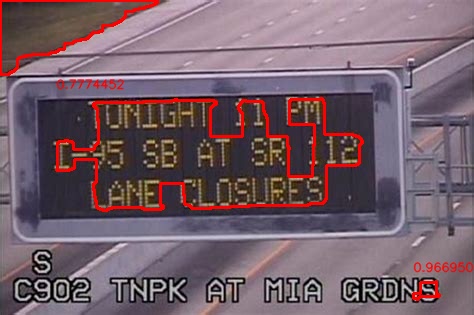 0.7774452
TONIGHT 11 PM
I-95 SB AT SR 112
LANE CLOSURES
0.966950
S
C902 TNPK AT MIA GRDNS